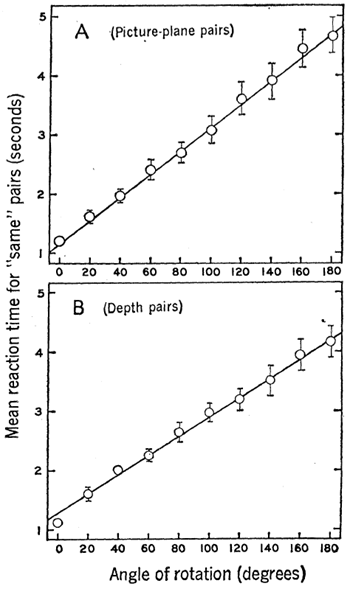 A (Picture-plane pairs)
5
4
3
2
1
0 20 40 60 80 100 120 140 160 180
B (Depth pairs)
5
4
3
2
1
0 20 40 60 80 100 120 140 160 180
Mean reaction time for "same" pairs (seconds)
Angle of rotation (degrees)